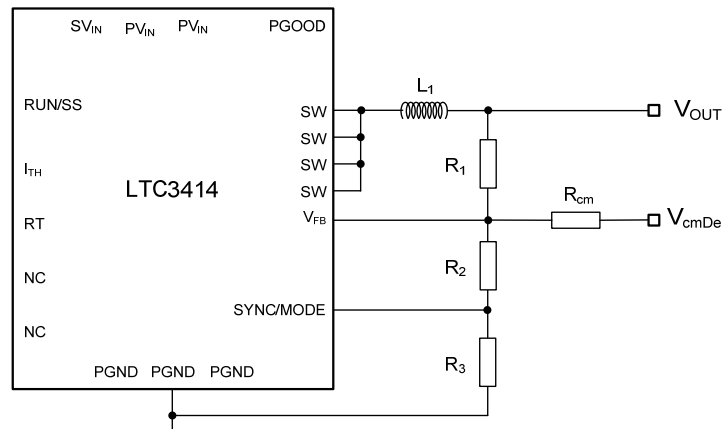 SVIN PVIN PVIN PGOOD
L1
RUN/SS
SW
VOUT
SW
ITH
SW
R1
LTC3414
SW
Rcm
RT
VFB
VcmDe
R2
NC
SYNC/MODE
NC
R3
PGND PGND PGND